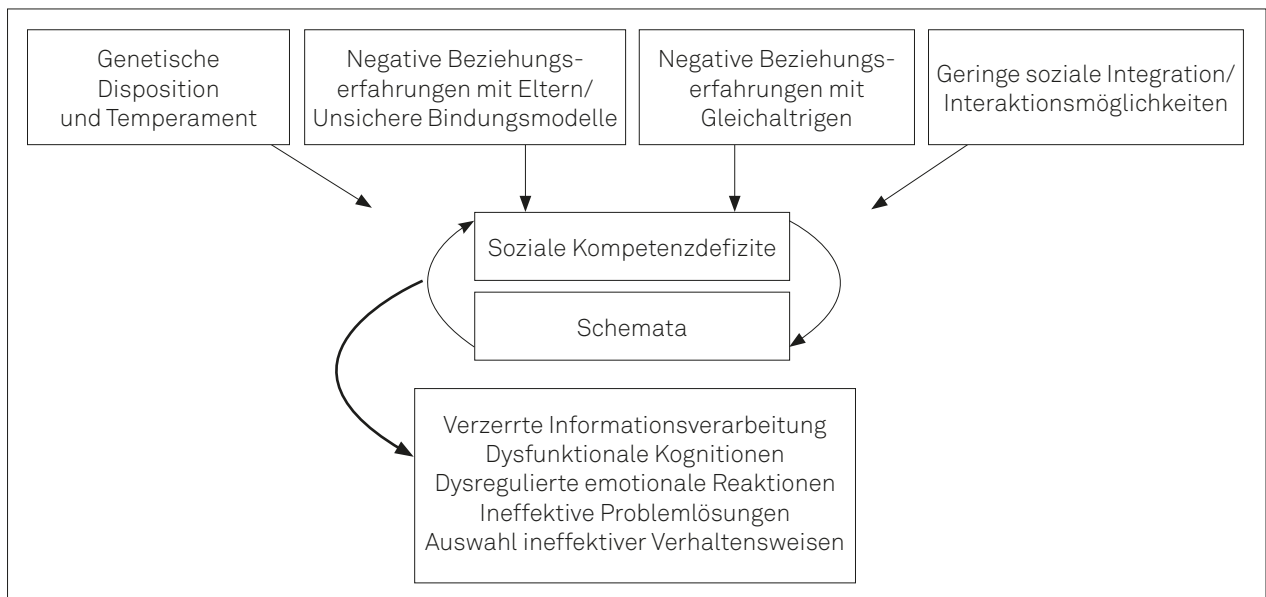 Genetische
Disposition
und Temperament
Negative Beziehungs-
erfahrungen mit Eltern/
Unsichere Bindungsmodelle
Negative Beziehungs-
erfahrungen mit
Gleichaltrigen
Geringe soziale Integration/
Interaktionsmöglichkeiten
Soziale Kompetenzdefizite
Schemata
Verzerrte Informationsverarbeitung
Dysfunktionale Kognitionen
Dysregulierte emotionale Reaktionen
Ineffektive Problemlösungen
Auswahl ineffektiver Verhaltensweisen